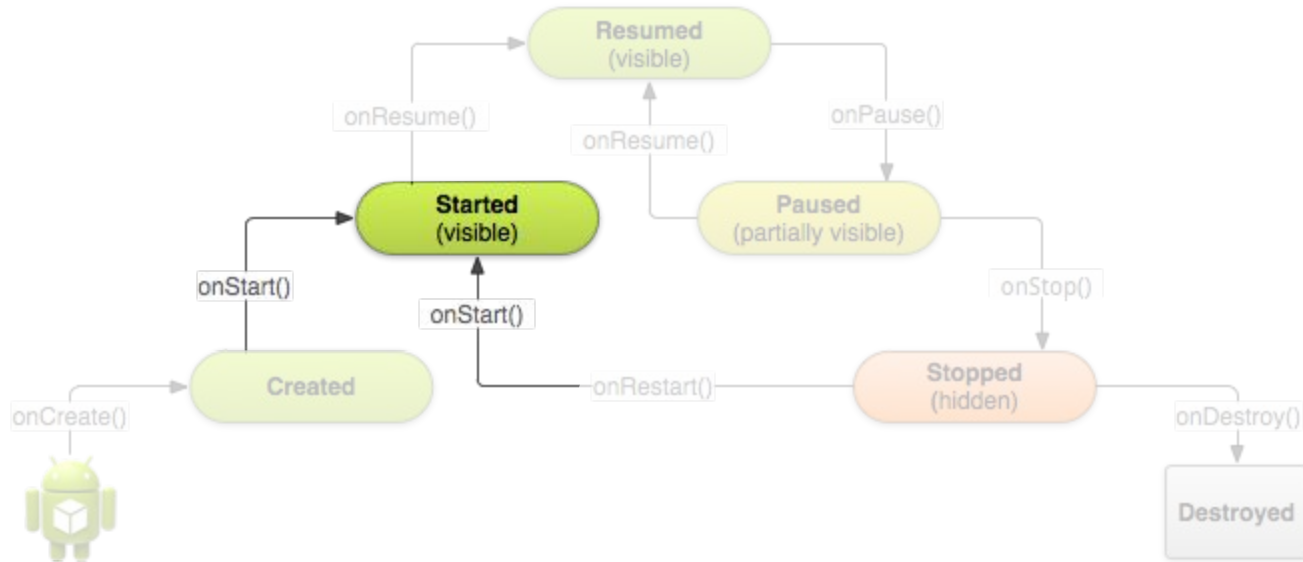 Resumed
(visible)
onResume()
onResume()
onPause()
Started
(visible)
Paused
(partially visible)
onStart()
onStart()
onStop()
Created
onRestart()
Stopped
(hidden)
onCreate()
onDestroy()
Destroyed